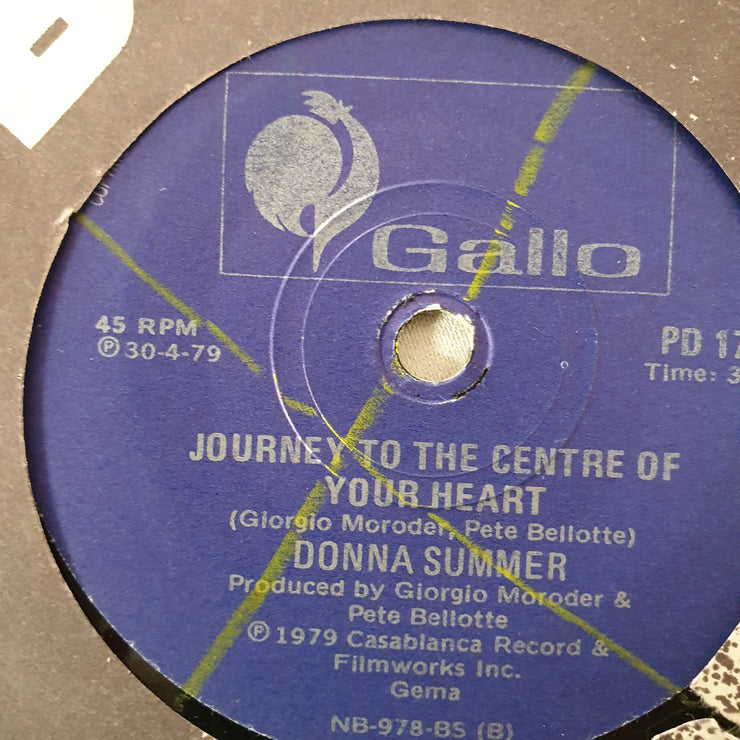 Gallo
45 RPM
℗ 30-4-79
PD 17
Time: 3
JOURNEY TO THE CENTRE OF
YOUR HEART
(Giorgio Moroder, Pete Bellotte)
DONNA SUMMER
Produced by Giorgio Moroder &
Pete Bellotte
℗ 1979 Casablanca Record &
Filmworks Inc.
Gema
NB-978-BS (B)